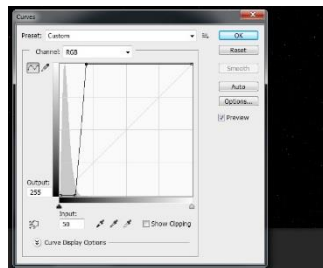 Curves
Preset: Custom
OK
Channel: RGB
Reset
Smooth
Auto
Options...
Preview
Output:
255
Input:
58
Show Clipping
Curve Display Options